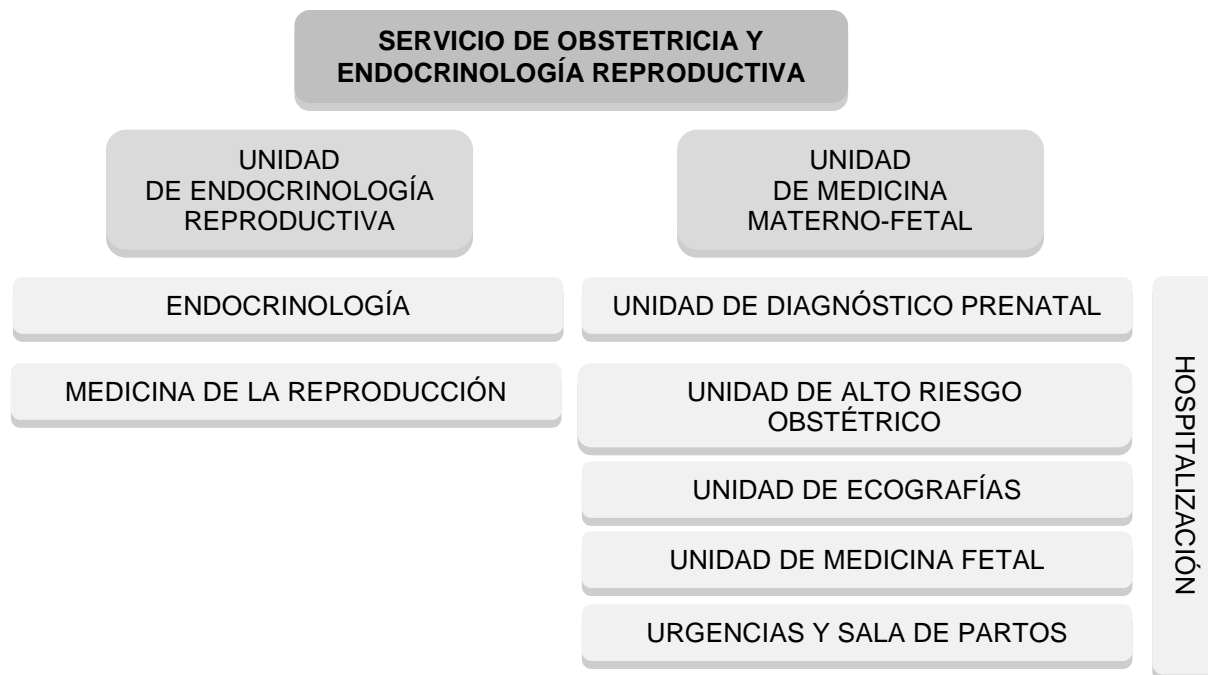 SERVICIO DE OBSTETRICIA Y
ENDOCRINOLOGÍA REPRODUCTIVA
UNIDAD
DE ENDOCRINOLOGÍA
REPRODUCTIVA
UNIDAD
DE MEDICINA
MATERNO-FETAL
ENDOCRINOLOGÍA
MEDICINA DE LA REPRODUCCIÓN
UNIDAD DE DIAGNÓSTICO PRENATAL
UNIDAD DE ALTO RIESGO
OBSTÉTRICO
UNIDAD DE ECOGRAFÍAS
UNIDAD DE MEDICINA FETAL
URGENCIAS Y SALA DE PARTOS
HOSPITALIZACIÓN